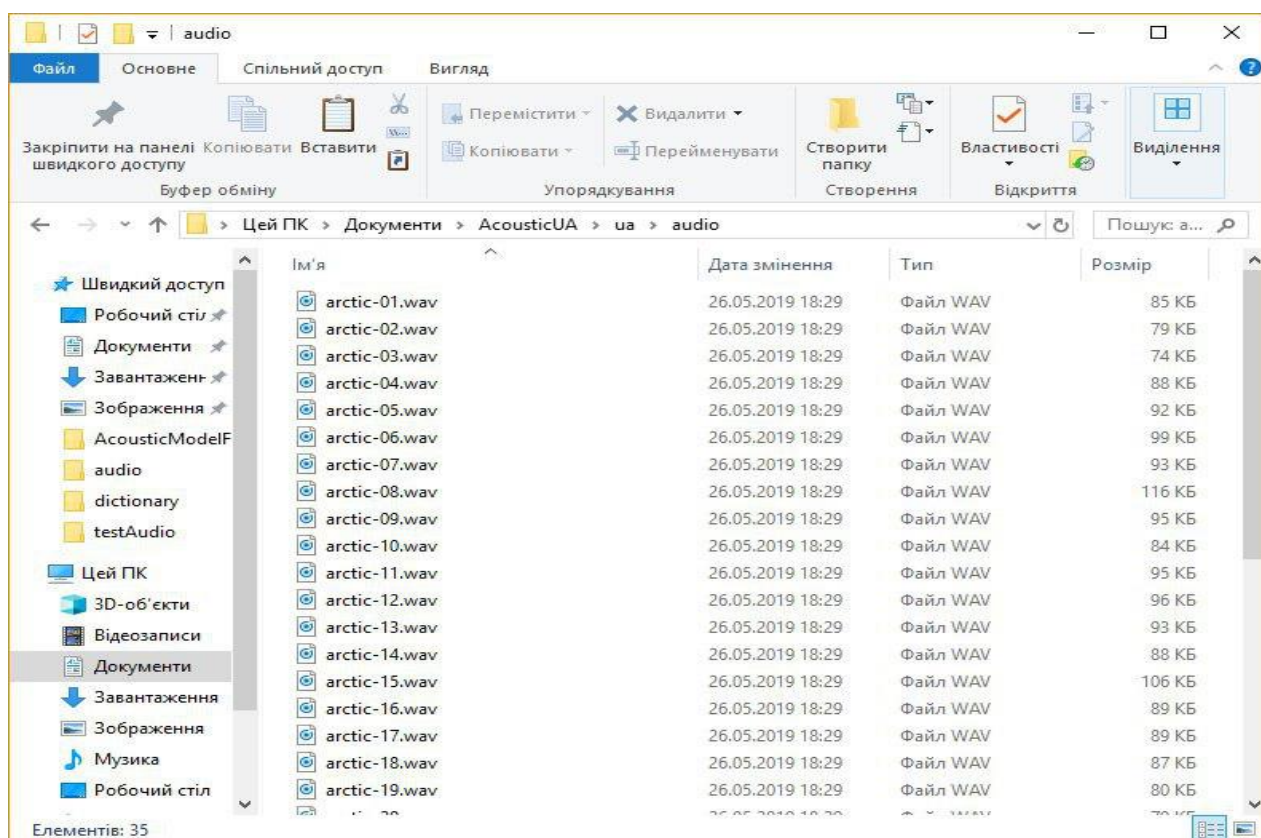 audio
Файл Основне Спільний доступ Вигляд
Закріпити на панелі швидкого доступу
Копіювати
Вставити
Буфер обміну
Перемістити
Копіювати
Видалити
Перейменувати
Упорядкування
Створити папку
Створення
Властивості
Відкриття
Виділення
Цей ПК > Документи > AcousticUA > ua > audio
Пошук: a...
Швидкий доступ
Робочий стіл
Документи
Завантаженн
Зображення
AcousticModelF
audio
dictionary
testAudio
Цей ПК
3D-об'єкти
Відеозаписи
Документи
Завантаження
Зображення
Музика
Робочий стіл
Ім'я Дата змінення Тип Розмір
arctic-01.wav 26.05.2019 18:29 Файл WAV 85 КБ
arctic-02.wav 26.05.2019 18:29 Файл WAV 79 КБ
arctic-03.wav 26.05.2019 18:29 Файл WAV 74 КБ
arctic-04.wav 26.05.2019 18:29 Файл WAV 88 КБ
arctic-05.wav 26.05.2019 18:29 Файл WAV 92 КБ
arctic-06.wav 26.05.2019 18:29 Файл WAV 99 КБ
arctic-07.wav 26.05.2019 18:29 Файл WAV 93 КБ
arctic-08.wav 26.05.2019 18:29 Файл WAV 116 КБ
arctic-09.wav 26.05.2019 18:29 Файл WAV 95 КБ
arctic-10.wav 26.05.2019 18:29 Файл WAV 84 КБ
arctic-11.wav 26.05.2019 18:29 Файл WAV 95 КБ
arctic-12.wav 26.05.2019 18:29 Файл WAV 96 КБ
arctic-13.wav 26.05.2019 18:29 Файл WAV 93 КБ
arctic-14.wav 26.05.2019 18:29 Файл WAV 88 КБ
arctic-15.wav 26.05.2019 18:29 Файл WAV 106 КБ
arctic-16.wav 26.05.2019 18:29 Файл WAV 89 КБ
arctic-17.wav 26.05.2019 18:29 Файл WAV 89 КБ
arctic-18.wav 26.05.2019 18:29 Файл WAV 87 КБ
arctic-19.wav 26.05.2019 18:29 Файл WAV 80 КБ
Елементів: 35